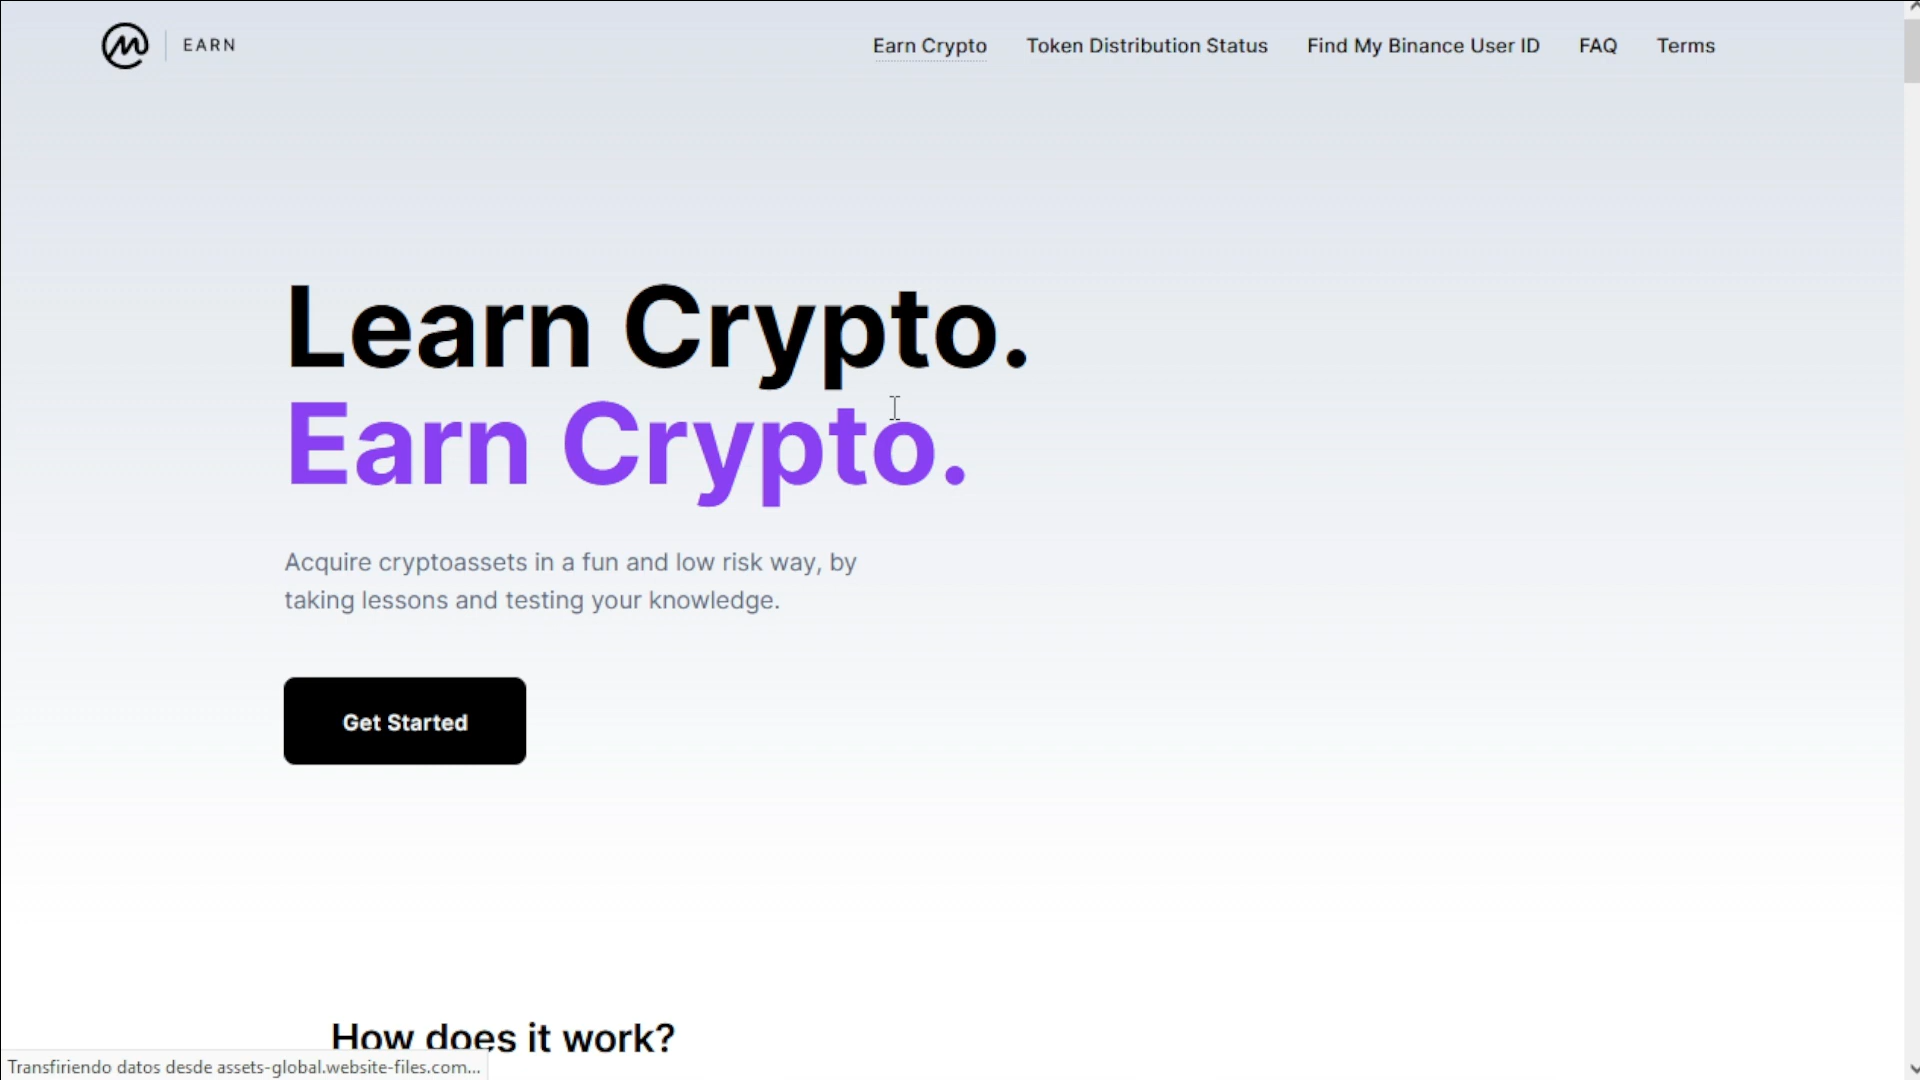 EARN
Earn Crypto
Token Distribution Status
Find My Binance User ID
FAQ
Terms
Learn Crypto.
Earn Crypto.
Acquire cryptoassets in a fun and low risk way, by
taking lessons and testing your knowledge.
Get Started
How does it work?
Transfiriendo datos desde assets-global.website-files.com...